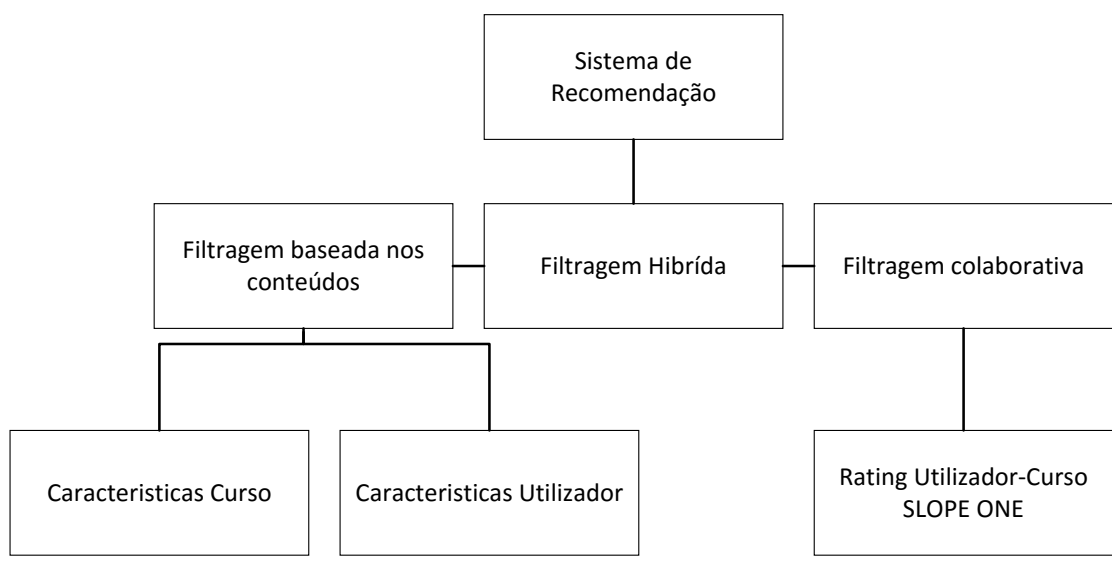 Sistema de
Recomendação
Filtragem baseada nos
conteúdos
Filtragem Hibrída
Filtragem colaborativa
Caracteristicas Curso
Caracteristicas Utilizador
Rating Utilizador-Curso
SLOPE ONE